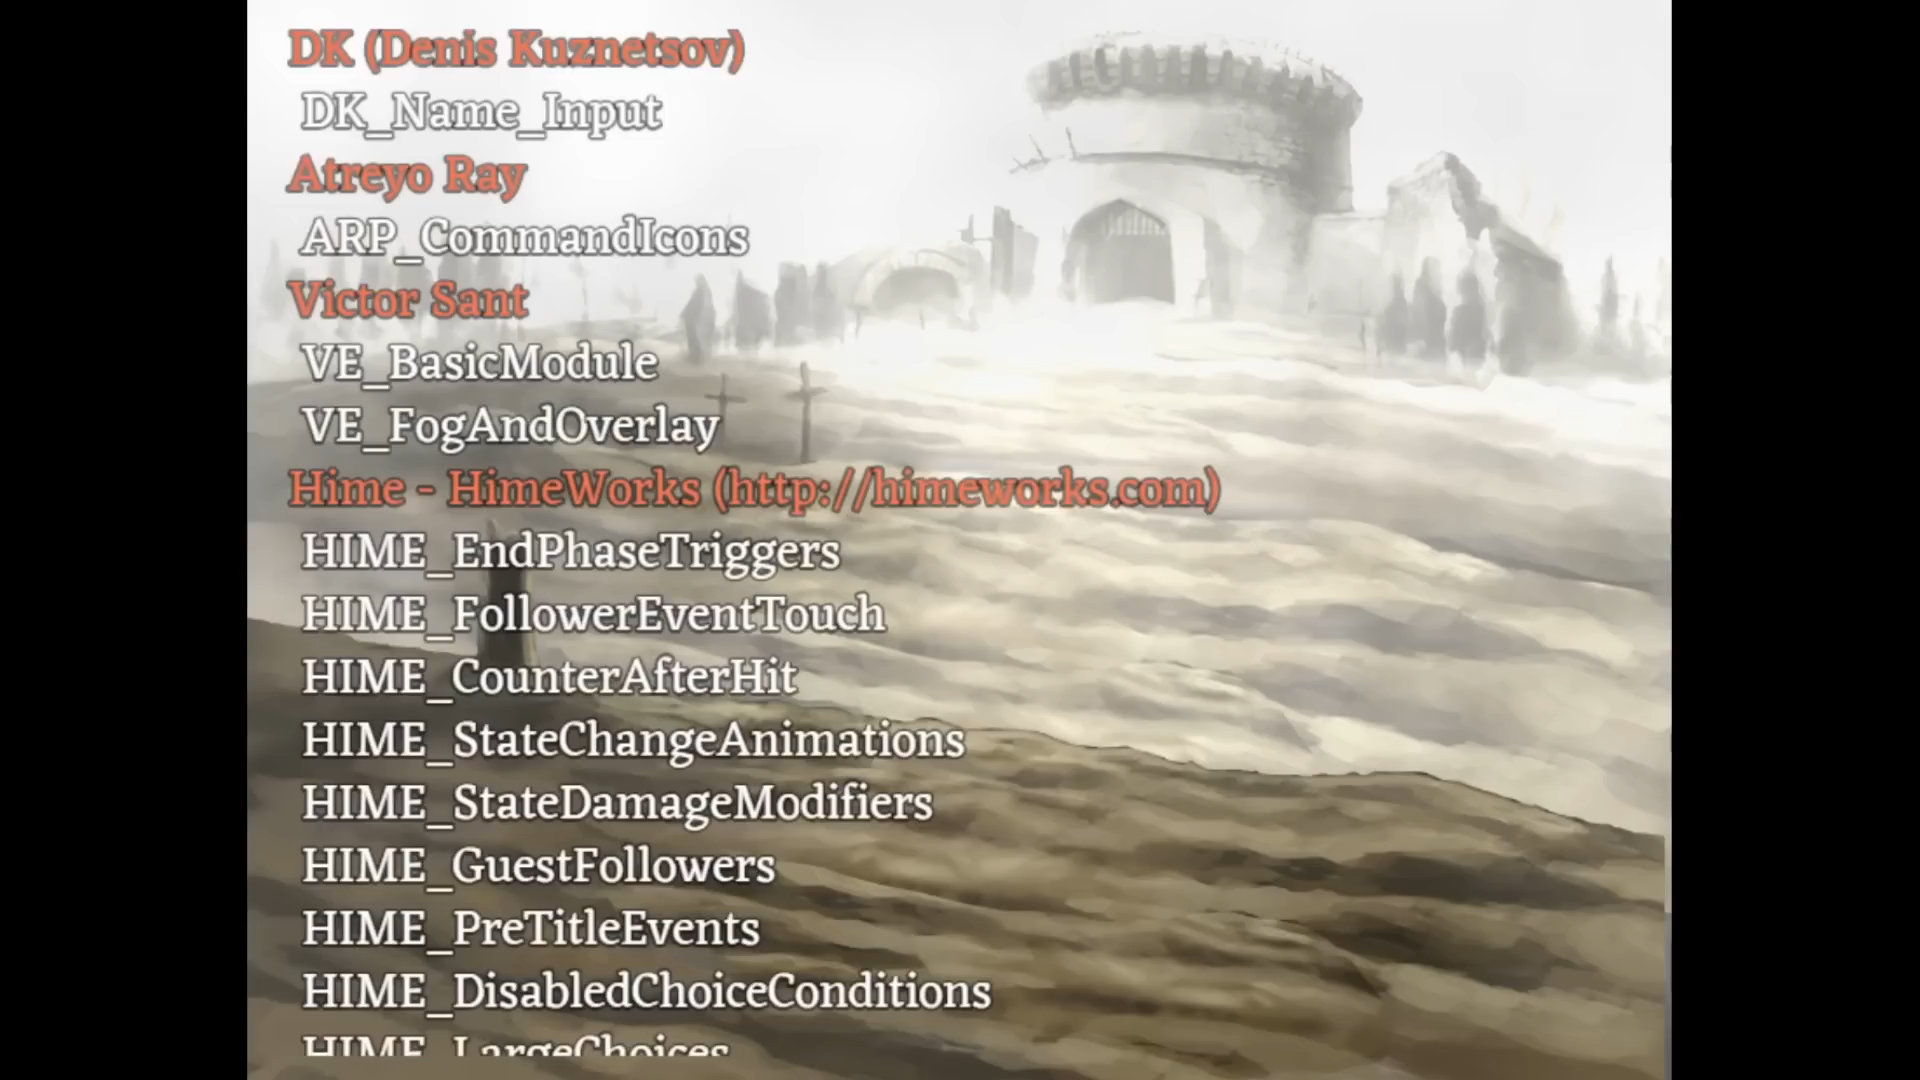 DK (Denis Kuznetsov)
DK_Name_Input
Atreyo Ray
ARP_CommandIcons
Victor Sant
VE_BasicModule
VE_FogAndOverlay
Hime - HimeWorks (http://himeworks.com)
HIME_EndPhaseTriggers
HIME_FollowerEventTouch
HIME_CounterAfterHit
HIME_StateChangeAnimations
HIME_StateDamageModifiers
HIME_GuestFollowers
HIME_PreTitleEvents
HIME_DisabledChoiceConditions
HIME_LargeChoices